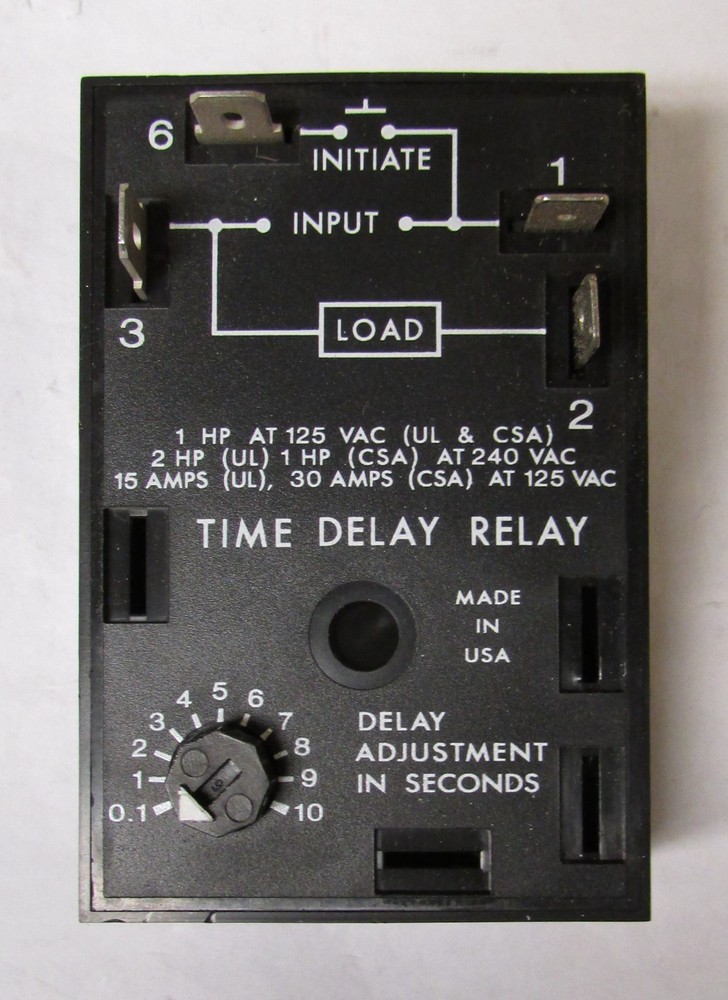 6
INITIATE
1
INPUT
3
LOAD
2
1 HP AT 125 VAC (UL & CSA)
2 HP (UL) 1 HP (CSA) AT 240 VAC
15 AMPS (UL), 30 AMPS (CSA) AT 125 VAC
TIME DELAY RELAY
MADE
IN
USA
DELAY
ADJUSTMENT
IN SECONDS
0.1 1 2 3 4 5 6 7 8 9 10